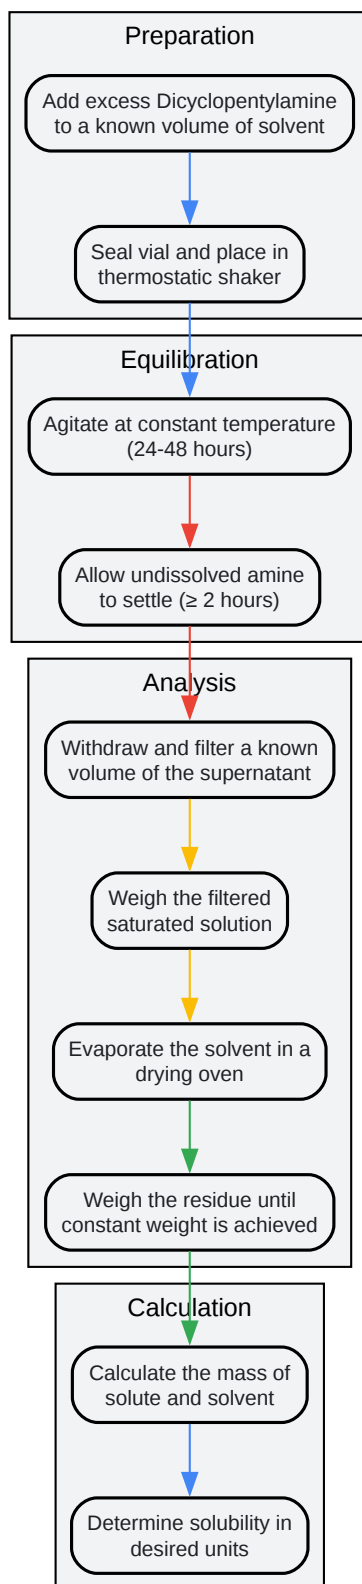 Preparation
Add excess Dicyclopentylamine
to a known volume of solvent
Seal vial and place in
thermostatic shaker
Equilibration
Agitate at constant temperature
(24-48 hours)
Allow undissolved amine
to settle (≥ 2 hours)
Analysis
Withdraw and filter a known
volume of the supernatant
Weigh the filtered
saturated solution
Evaporate the solvent in a
drying oven
Weigh the residue until
constant weight is achieved
Calculation
Calculate the mass of
solute and solvent
Determine solubility in
desired units